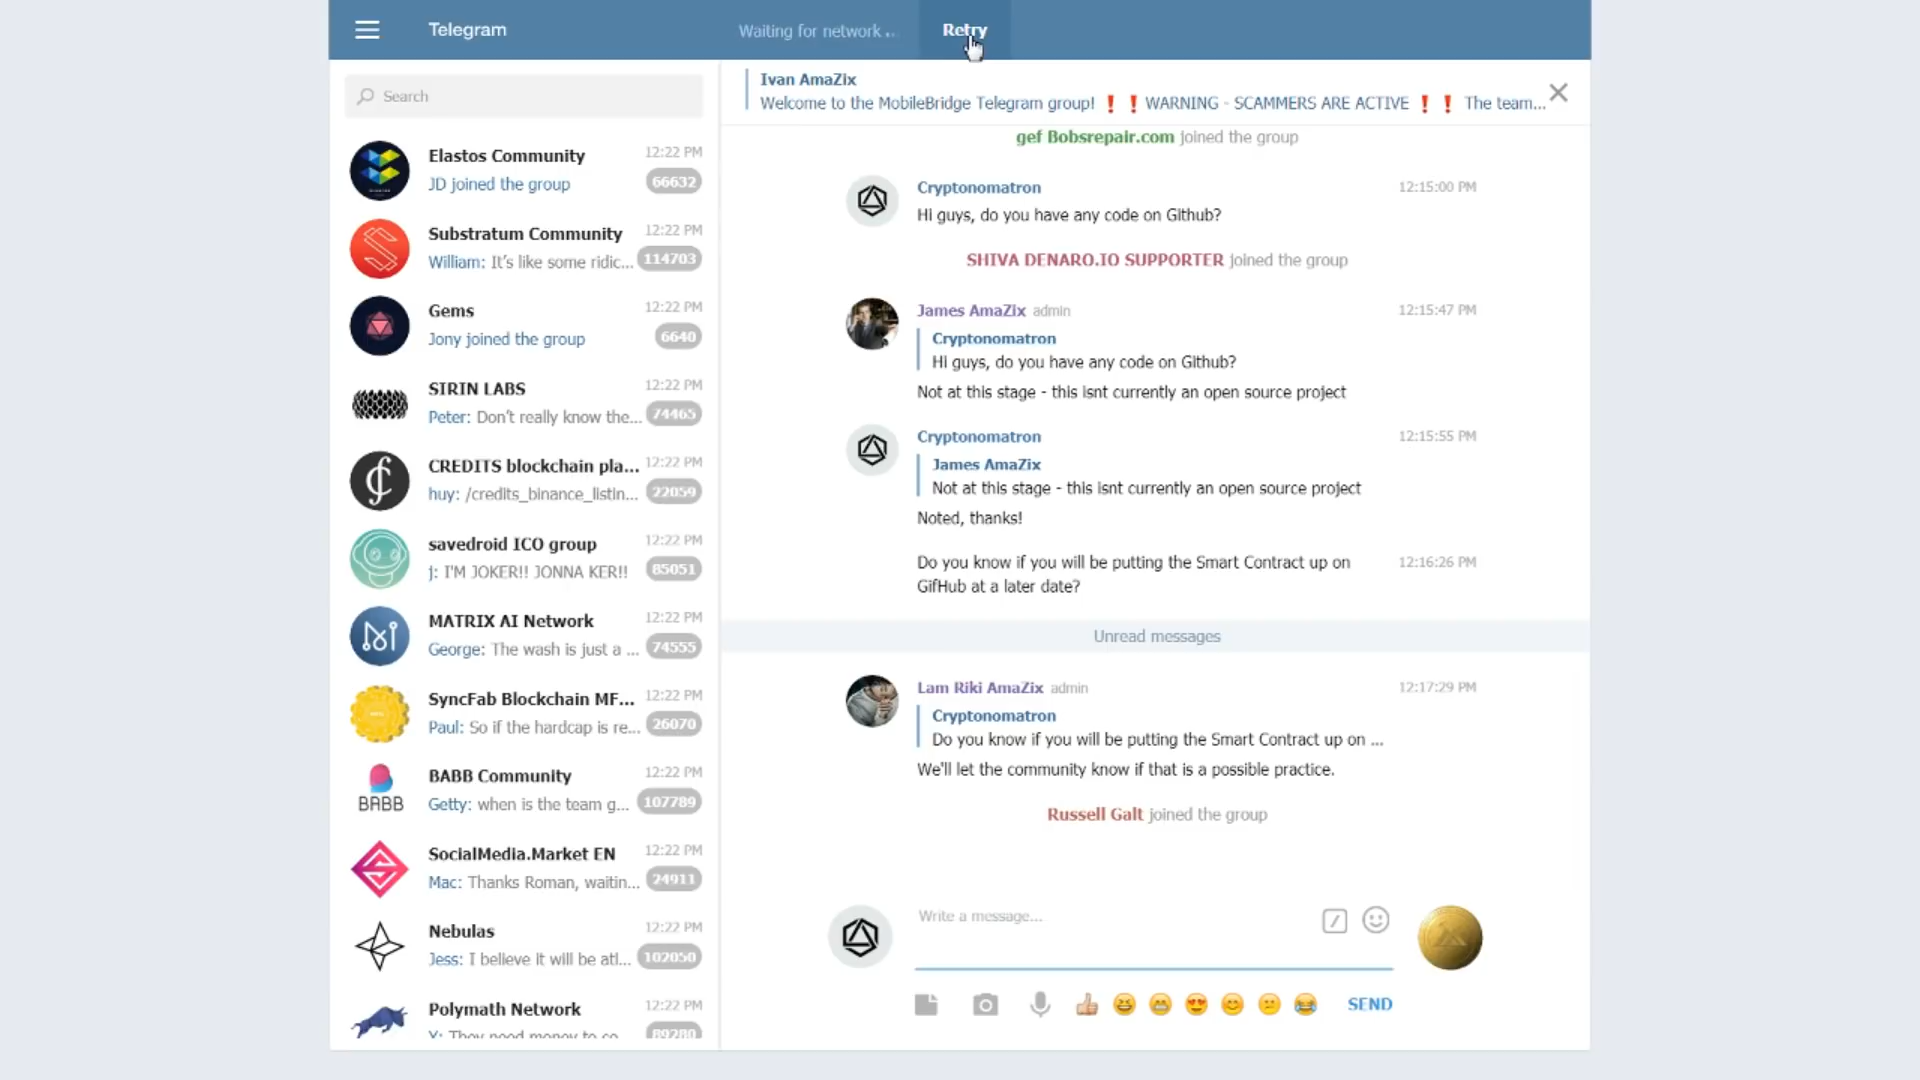 Telegram
Waiting for network...
Retry
Search
Elastos Community 12:22 PM
JD joined the group 66632
Substratum Community 12:22 PM
William: It's like some ridic... 114703
Gems 12:22 PM
Jony joined the group 6640
SIRIN LABS 12:22 PM
Peter: Don't really know the... 74465
CREDITS blockchain pla... 12:22 PM
huy: /credits_binance_listin... 22059
savedroid ICO group 12:22 PM
j: I'M JOKER!! JONNA KER!! 85051
MATRIX AI Network 12:22 PM
George: The wash is just a ... 74555
SyncFab Blockchain MF... 12:22 PM
Paul: So if the hardcap is re... 26070
BABB
BABB Community 12:22 PM
Getty: when is the team g... 107789
SocialMedia.Market EN 12:22 PM
Mac: Thanks Roman, waitin... 24911
Nebulas 12:22 PM
Jess: I believe it will be atl... 102050
Polymath Network 12:22 PM
Y: They need money to co... 89280
Ivan AmaZix
Welcome to the MobileBridge Telegram group! ❗ ❗ WARNING - SCAMMERS ARE ACTIVE ❗ ❗ The team...
gef Bobsrepair.com joined the group
Cryptonomatron 12:15:00 PM
Hi guys, do you have any code on Github?
SHIVA DENARO.IO SUPPORTER joined the group
James AmaZix admin 12:15:47 PM
Cryptonomatron
Hi guys, do you have any code on Github?
Not at this stage - this isnt currently an open source project
Cryptonomatron 12:15:55 PM
James AmaZix
Not at this stage - this isnt currently an open source project
Noted, thanks!
Do you know if you will be putting the Smart Contract up on 12:16:26 PM
GifHub at a later date?
Unread messages
Lam Riki AmaZix admin 12:17:29 PM
Cryptonomatron
Do you know if you will be putting the Smart Contract up on ...
We'll let the community know if that is a possible practice.
Russell Galt joined the group
Write a message...
SEND